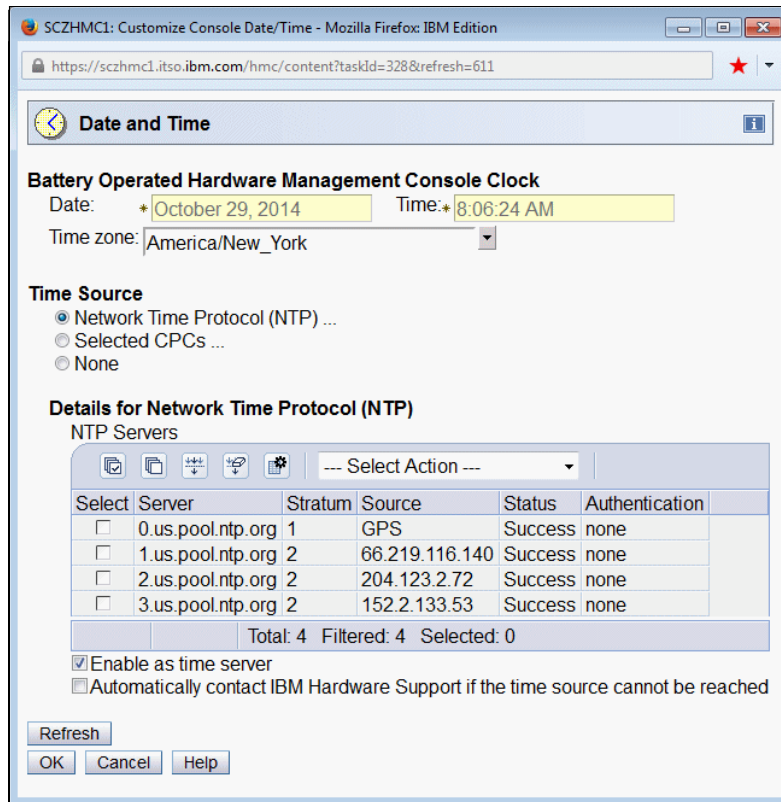 SCZHMC1: Customize Console Date/Time - Mozilla Firefox: IBM Edition
https://sczhmc1.itso.ibm.com/hmc/content?taskId=328&refresh=611
Date and Time
i
Battery Operated Hardware Management Console Clock
Date: * October 29, 2014 Time:* 8:06:24 AM
Time zone: America/New_York
Time Source
Network Time Protocol (NTP) ...
Selected CPCs ...
None
Details for Network Time Protocol (NTP)
NTP Servers
--- Select Action ---
Select Server Stratum Source Status Authentication
0.us.pool.ntp.org 1 GPS Success none
1.us.pool.ntp.org 2 66.219.116.140 Success none
2.us.pool.ntp.org 2 204.123.2.72 Success none
3.us.pool.ntp.org 2 152.2.133.53 Success none
Total: 4 Filtered: 4 Selected: 0
Enable as time server
Automatically contact IBM Hardware Support if the time source cannot be reached
Refresh
OK Cancel Help